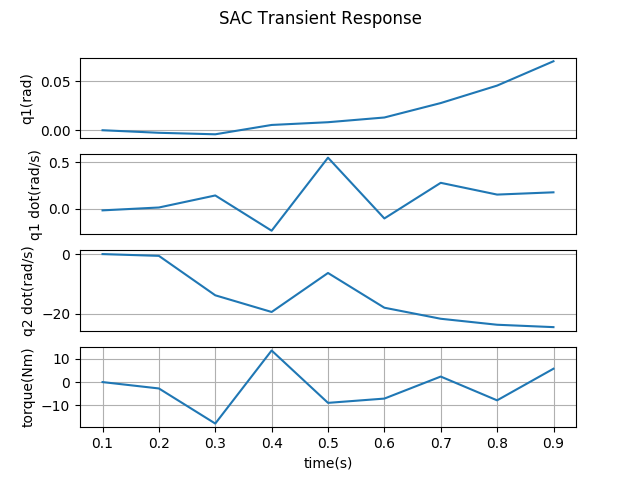 SAC Transient Response
q1(rad)
0.05
0.00
q1 dot(rad/s)
0.5
0.0
q2 dot(rad/s)
0
−20
torque(Nm)
10
0
−10
0.1 0.2 0.3 0.4 0.5 0.6 0.7 0.8 0.9
time(s)